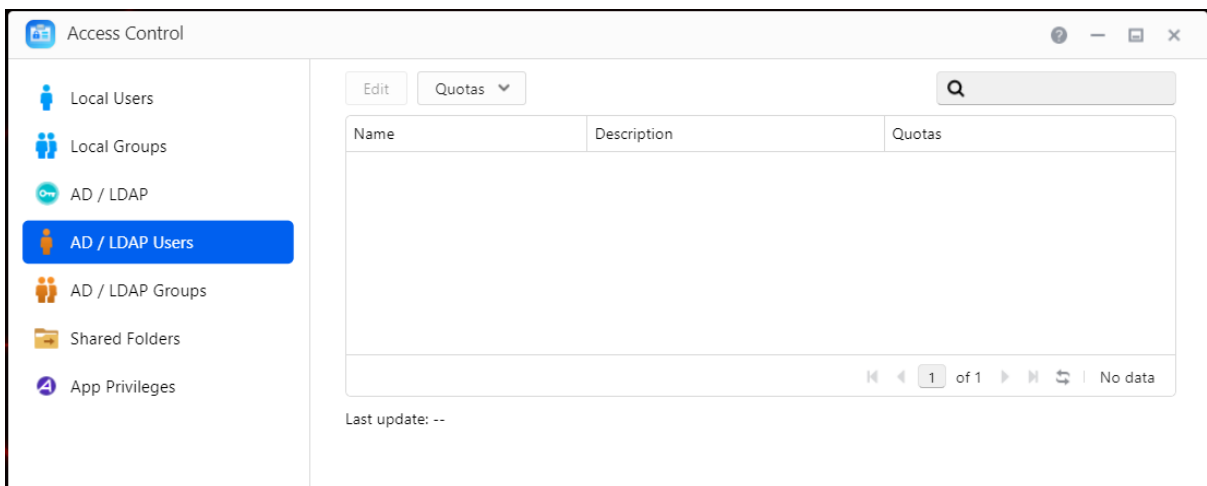 Access Control
Local Users
Local Groups
AD / LDAP
AD / LDAP Users
AD / LDAP Groups
Shared Folders
App Privileges
Edit Quotas
Name Description Quotas
1 of 1 No data
Last update: --